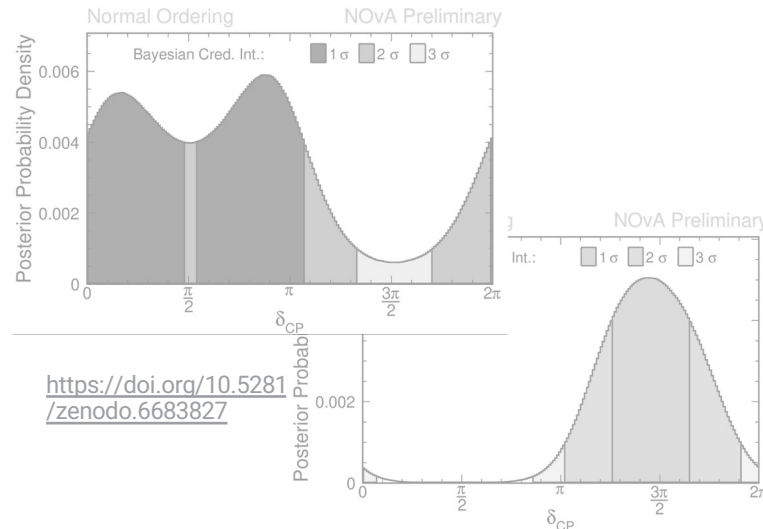 Normal Ordering NOvA Preliminary
Bayesian Cred. Int.: 1 σ 2 σ 3 σ
Posterior Probability Density
0.006
0.004
0.002
0
0 π/2 π 3π/2 2π
δCP
NOvA Preliminary
Int.: 1 σ 2 σ 3 σ
0.002
0
0 π/2 π 3π/2
δCP
https://doi.org/10.5281
/zenodo.6683827